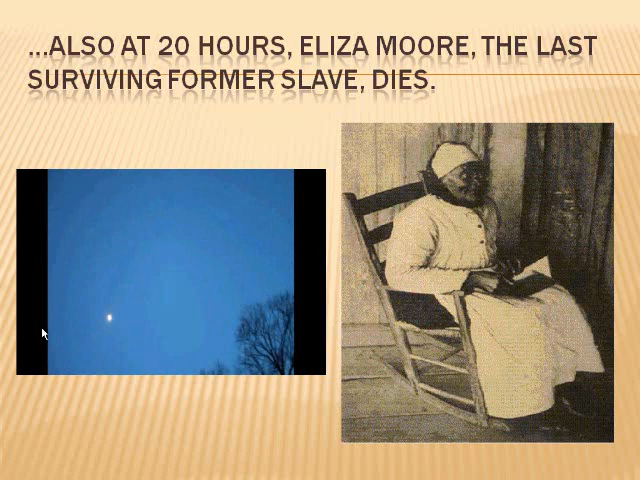 ...ALSO AT 20 HOURS, ELIZA MOORE, THE LAST
SURVIVING FORMER SLAVE, DIES.